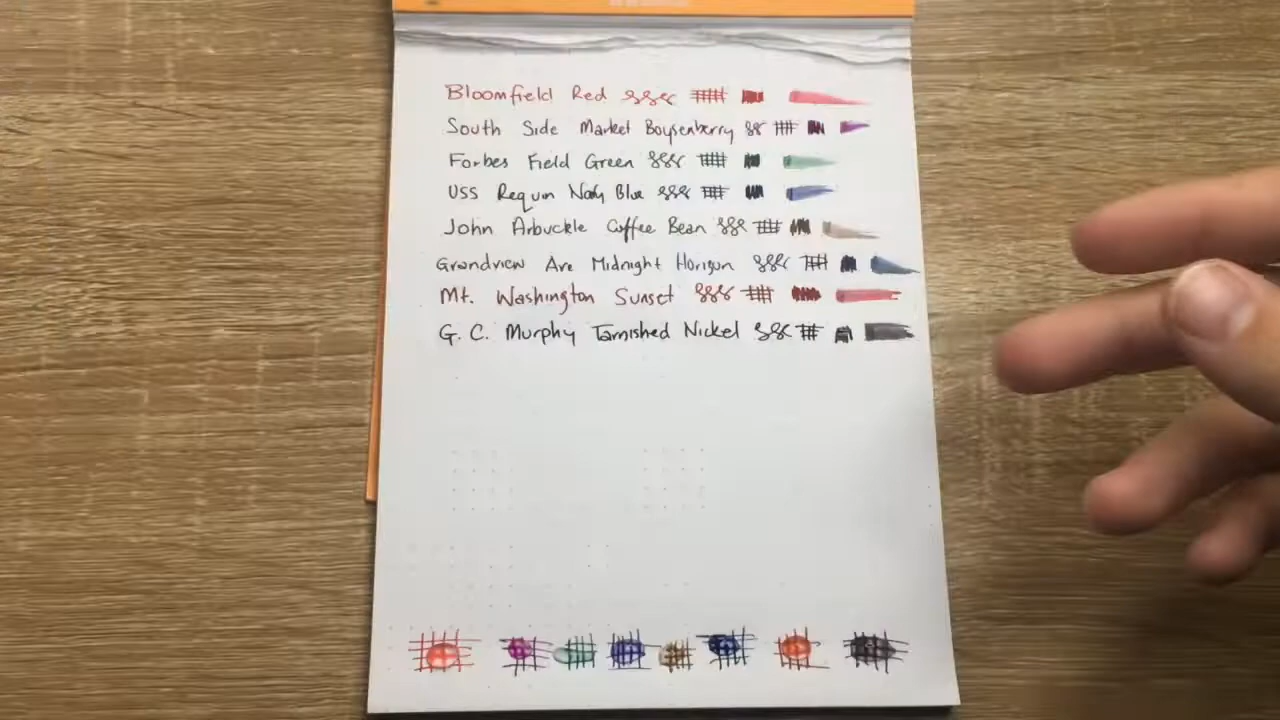 Bloomfield Red
South Side Market Boysenberry
Forbes Field Green
USS Requin Navy Blue
John Arbuckle Coffee Bean
Grandview Ave Midnight Horizon
Mt. Washington Sunset
G. C. Murphy Tarnished Nickel